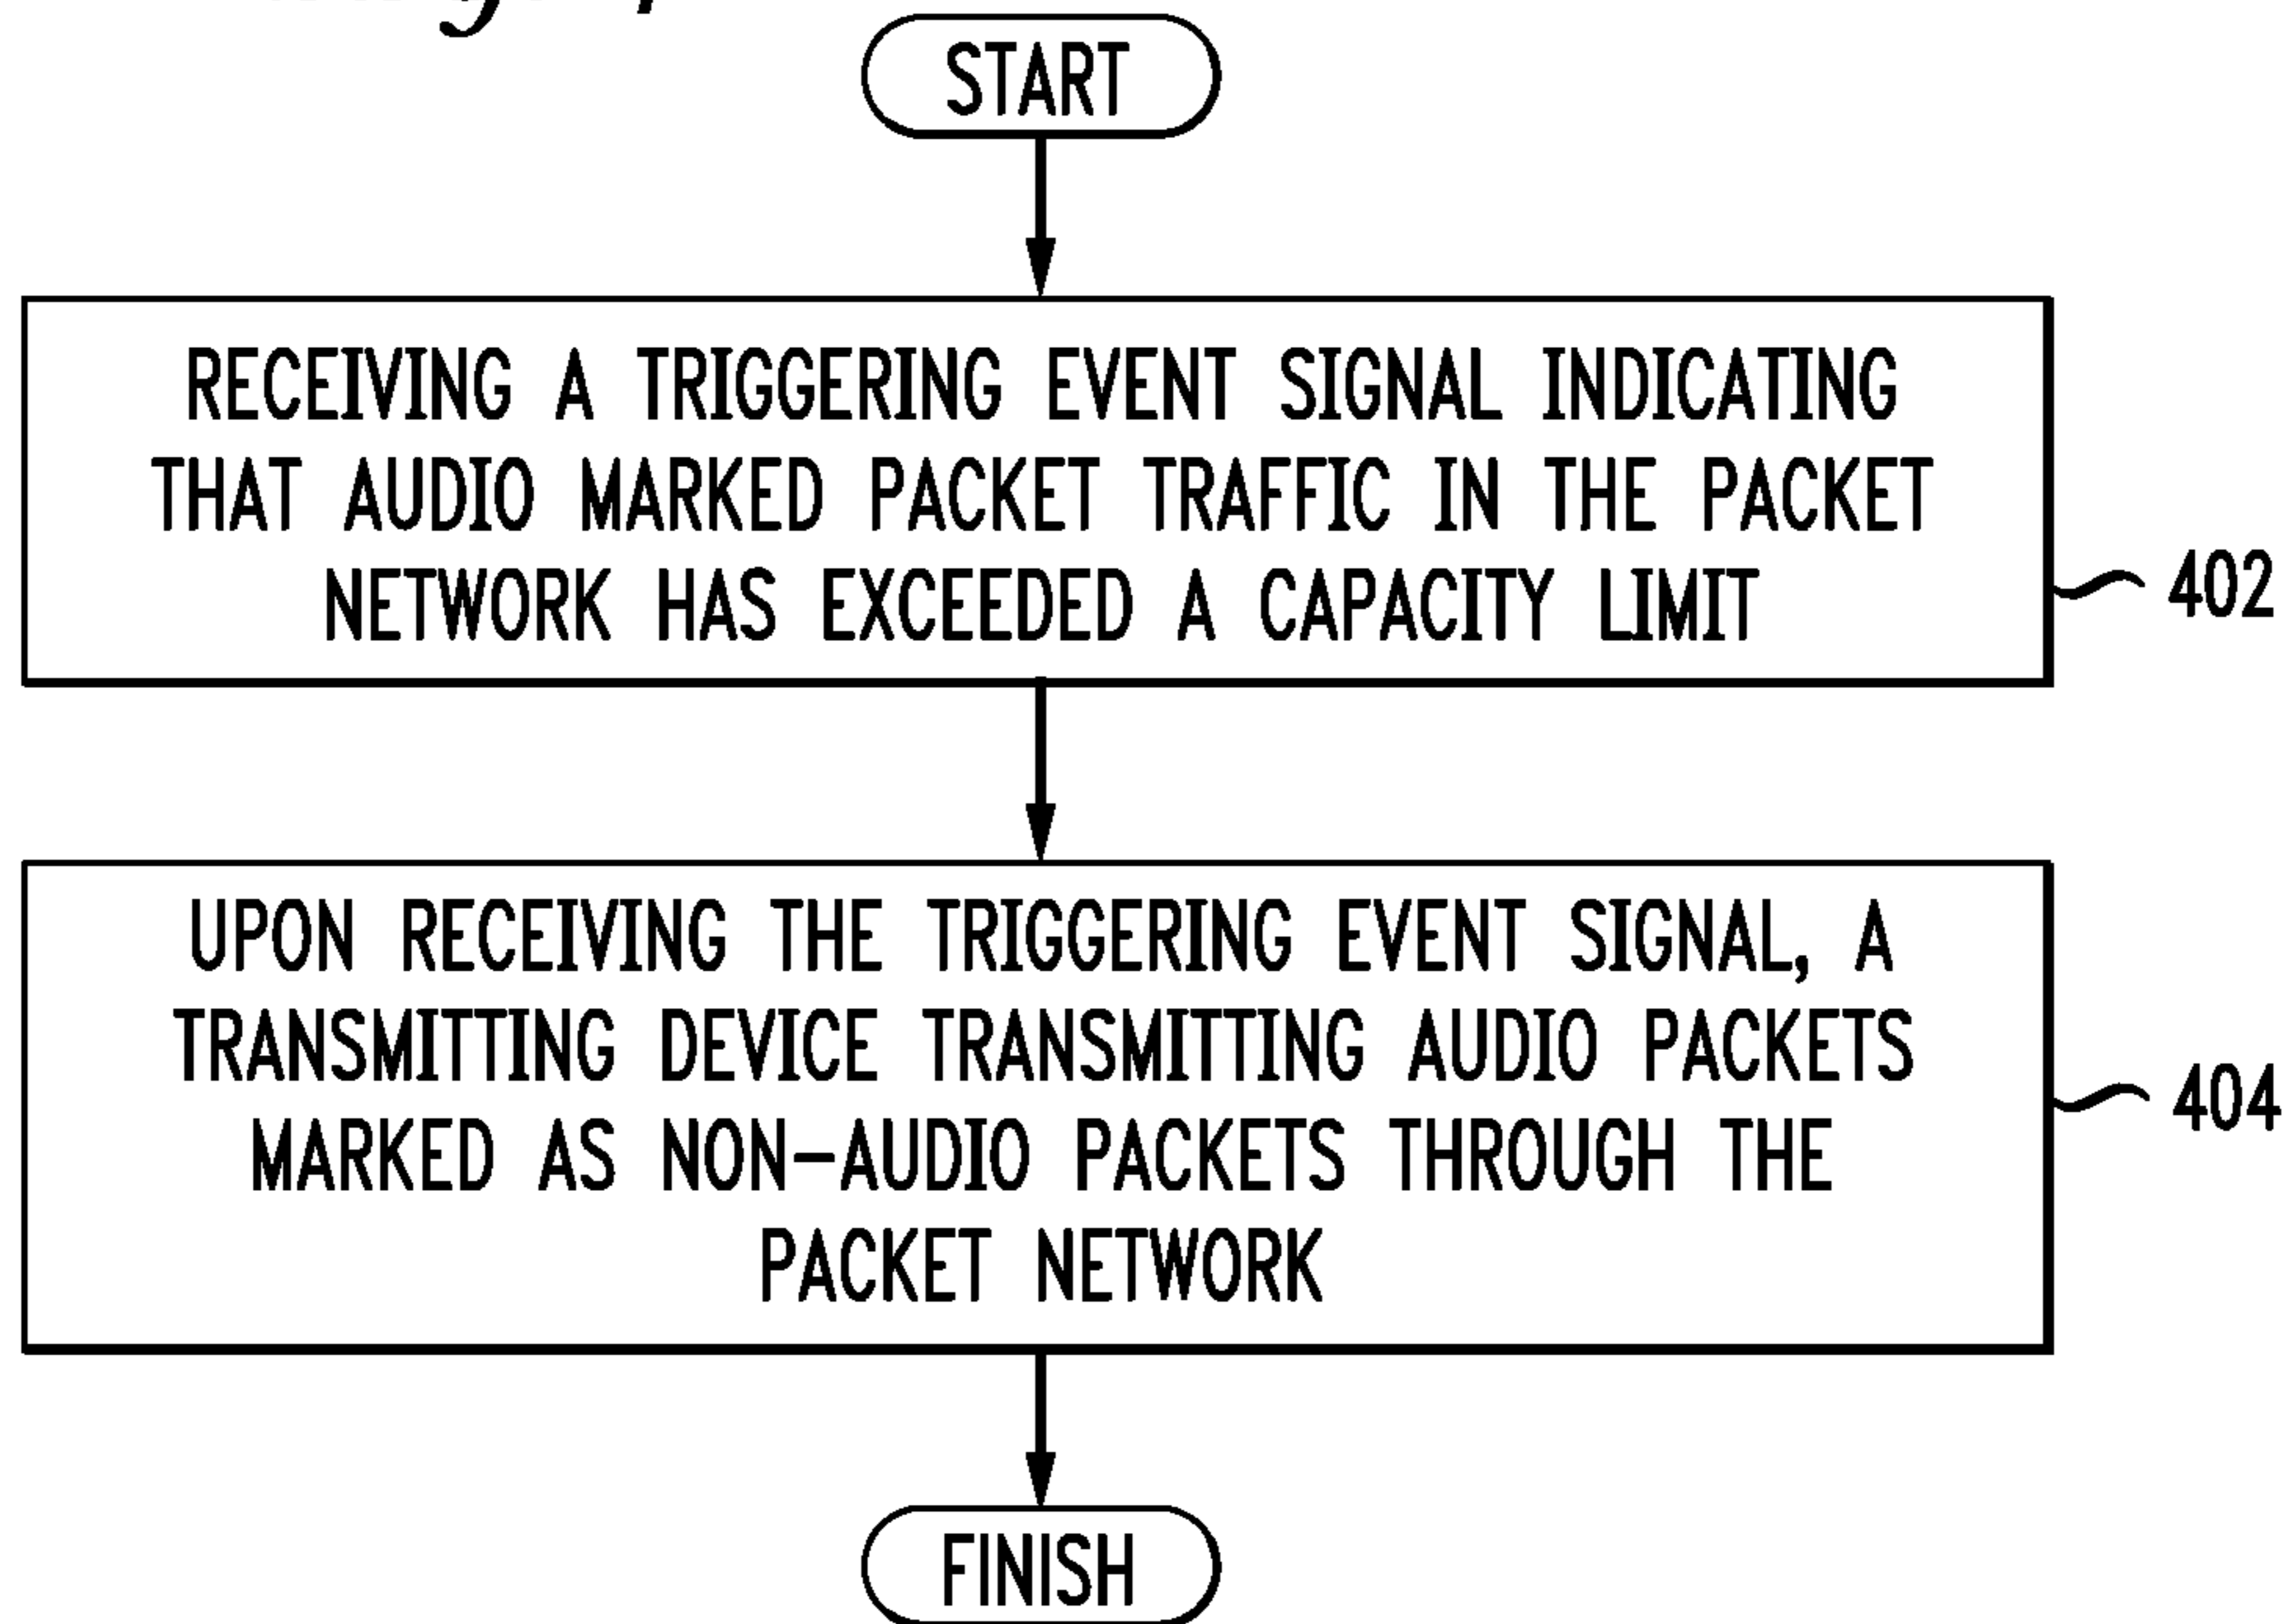 START
RECEIVING A TRIGGERING EVENT SIGNAL INDICATING
THAT AUDIO MARKED PACKET TRAFFIC IN THE PACKET
NETWORK HAS EXCEEDED A CAPACITY LIMIT
402
UPON RECEIVING THE TRIGGERING EVENT SIGNAL, A
TRANSMITTING DEVICE TRANSMITTING AUDIO PACKETS
MARKED AS NON-AUDIO PACKETS THROUGH THE
PACKET NETWORK
404
FINISH